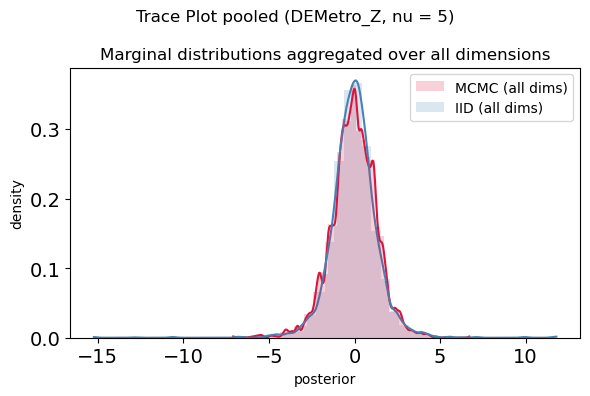 Trace Plot pooled (DEMetro_Z, nu = 5)
Marginal distributions aggregated over all dimensions
MCMC (all dims)
IID (all dims)
density
0.3
0.2
0.1
0.0
−15
−10
−5
0
5
10
posterior